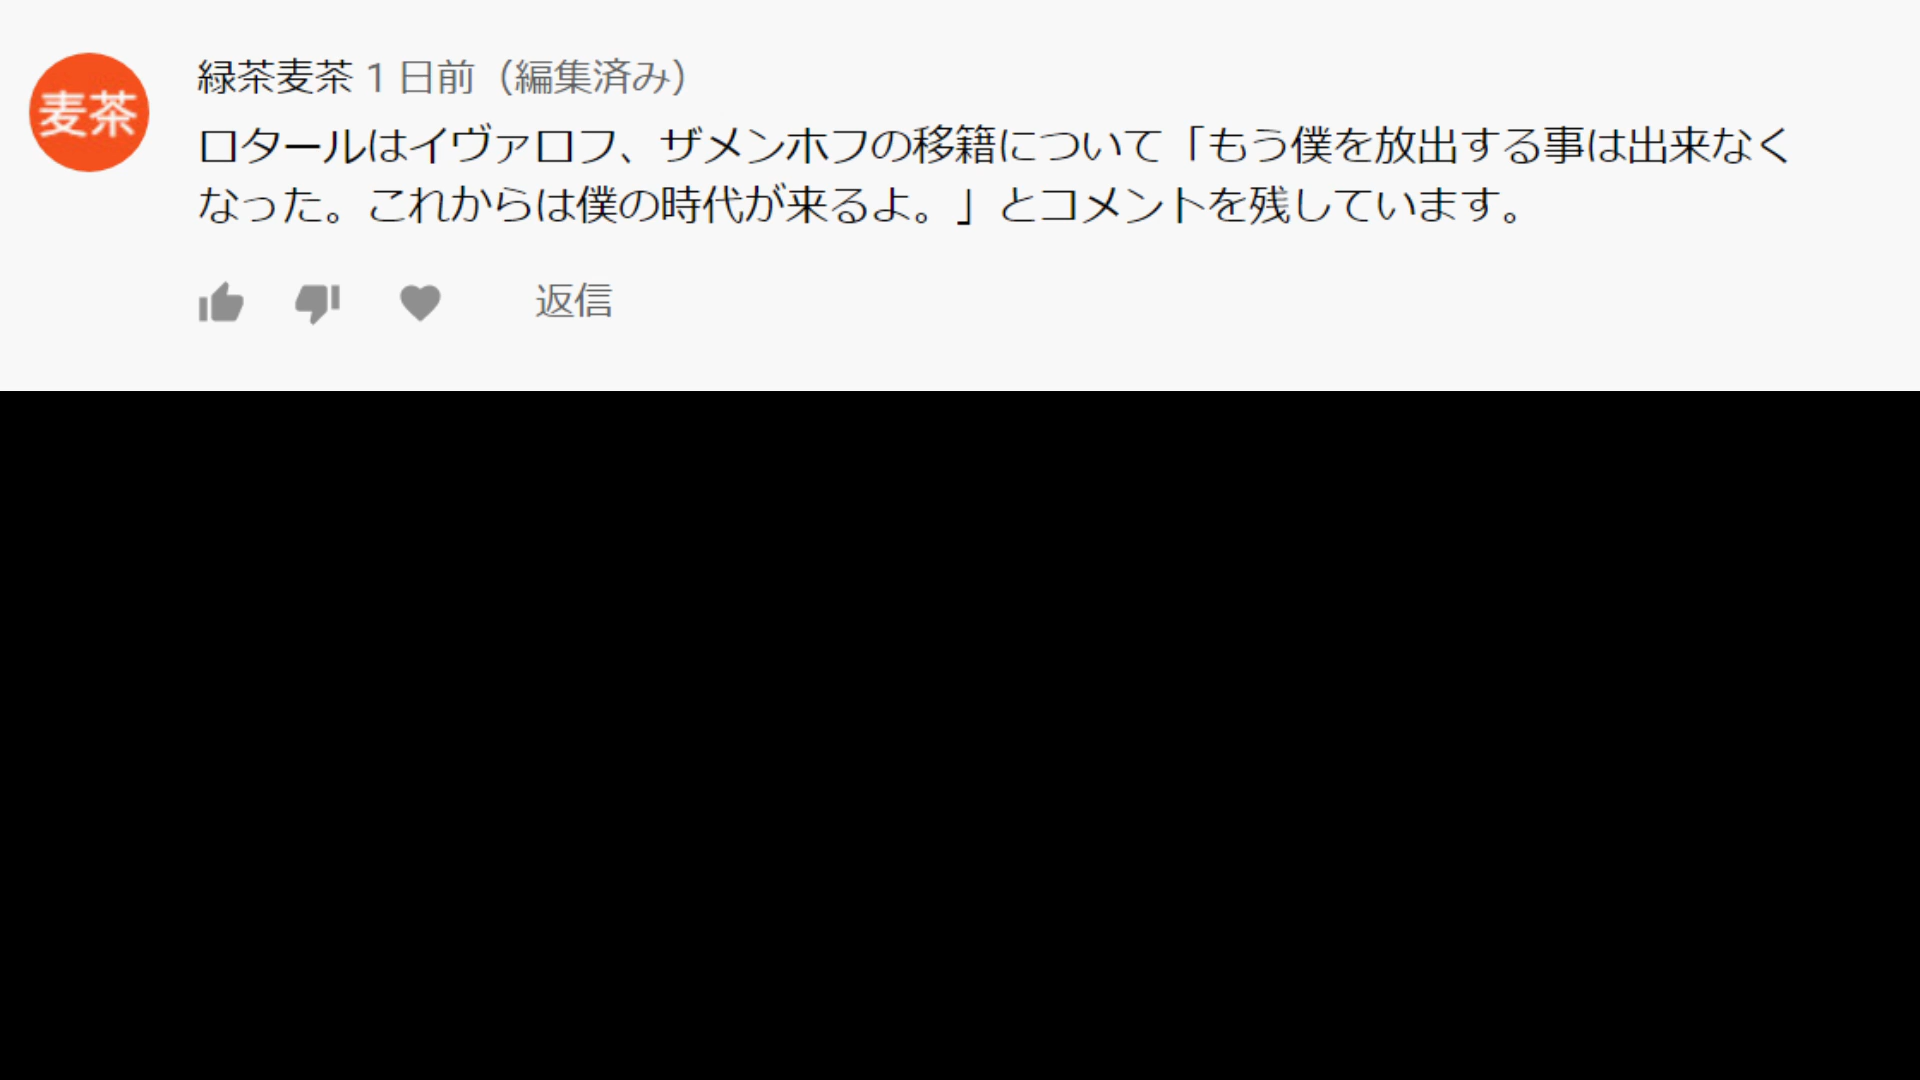 麦茶
緑茶麦茶 1 日前（編集済み）
ロタールはイヴァロフ、ザメンホフの移籍について「もう僕を放出する事は出来なく
なった。これからは僕の時代が来るよ。」とコメントを残しています。
返信